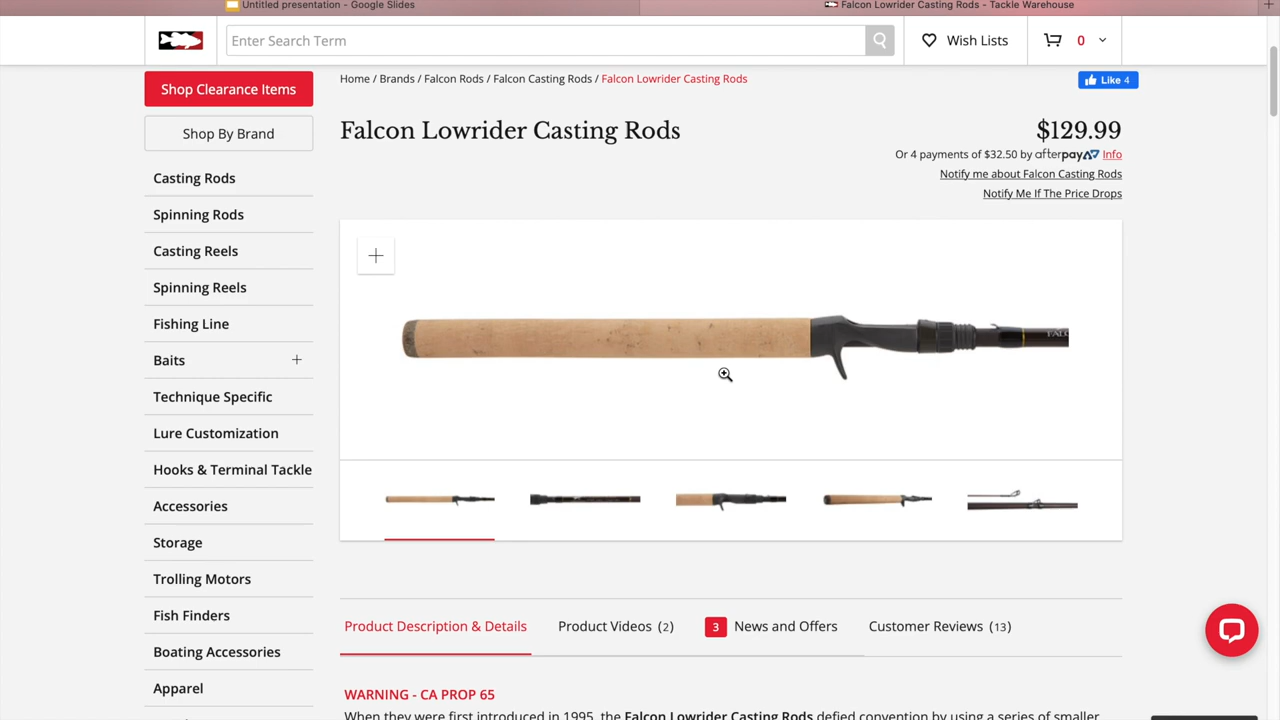 Untitled presentation - Google Slides
Falcon Lowrider Casting Rods - Tackle Warehouse
Enter Search Term
Wish Lists
0
Shop Clearance Items
Shop By Brand
Casting Rods
Spinning Rods
Casting Reels
Spinning Reels
Fishing Line
Baits
Technique Specific
Lure Customization
Hooks & Terminal Tackle
Accessories
Storage
Trolling Motors
Fish Finders
Boating Accessories
Apparel
Home / Brands / Falcon Rods / Falcon Casting Rods / Falcon Lowrider Casting Rods
Like 4
Falcon Lowrider Casting Rods
$129.99
Or 4 payments of $32.50 by afterpay Info
Notify me about Falcon Casting Rods
Notify Me If The Price Drops
Product Description & Details
Product Videos (2)
3 News and Offers
Customer Reviews (13)
WARNING - CA PROP 65
When they were first introduced in 1995, the Falcon Lowrider Casting Rods defied convention by using a series of smaller